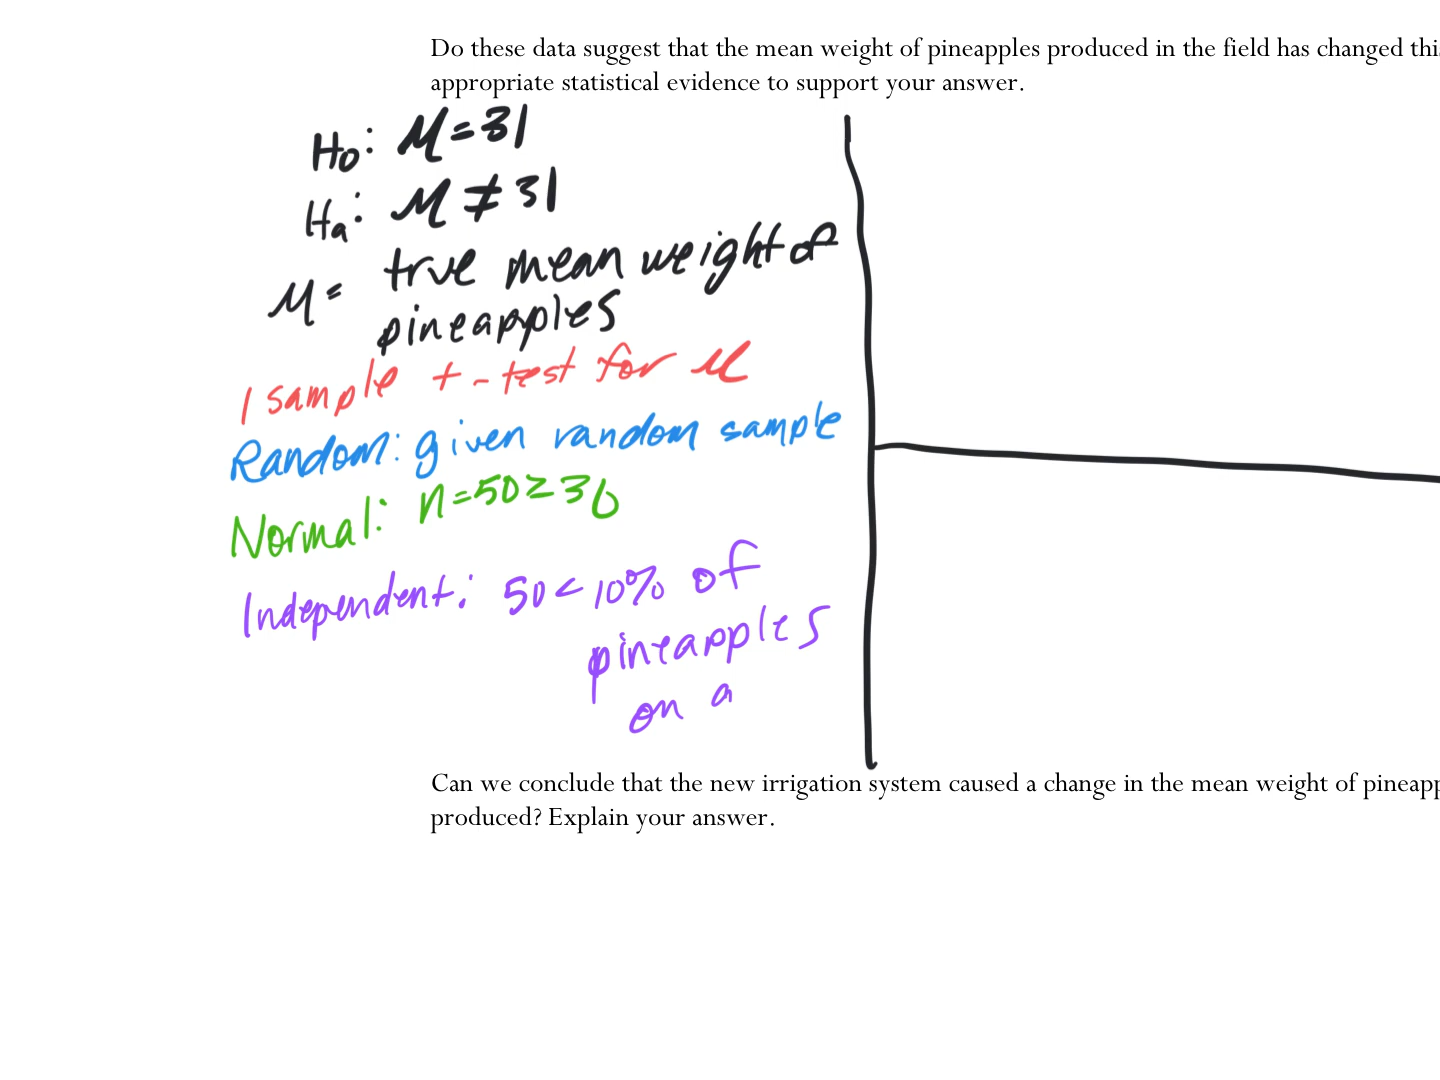 Do these data suggest that the mean weight of pineapples produced in the field has changed thi
appropriate statistical evidence to support your answer.
Ho: μ=31
Ha: μ≠31
μ= true mean weight of
pineapples
1 sample t-test for μ
Random: given random sample
Normal: n=50≥30
Independent: 50<10% of
pineapples
on a
Can we conclude that the new irrigation system caused a change in the mean weight of pineapp
produced? Explain your answer.